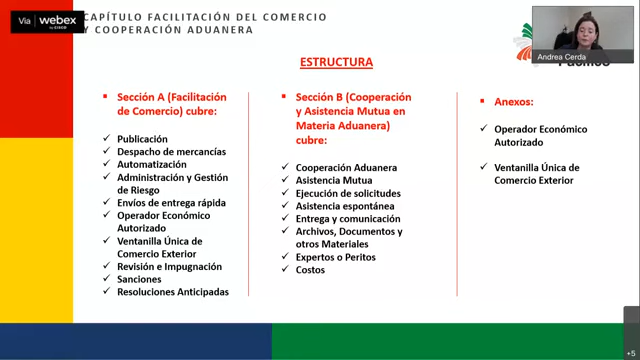 Vía webex
by CISCO
CAPÍTULO FACILITACIÓN DEL COMERCIO
Y COOPERACIÓN ADUANERA
Andrea Cerda
ESTRUCTURA
Sección A (Facilitación
de Comercio) cubre:
Publicación
Despacho de mercancías
Automatización
Administración y Gestión
de Riesgo
Envíos de entrega rápida
Operador Económico
Autorizado
Ventanilla Única de
Comercio Exterior
Revisión e Impugnación
Sanciones
Resoluciones Anticipadas
Sección B (Cooperación
y Asistencia Mutua en
Materia Aduanera)
cubre:
Cooperación Aduanera
Asistencia Mutua
Ejecución de solicitudes
Asistencia espontánea
Entrega y comunicación
Archivos, Documentos y
otros Materiales
Expertos o Peritos
Costos
Anexos:
Operador Económico
Autorizado
Ventanilla Única de
Comercio Exterior
+5